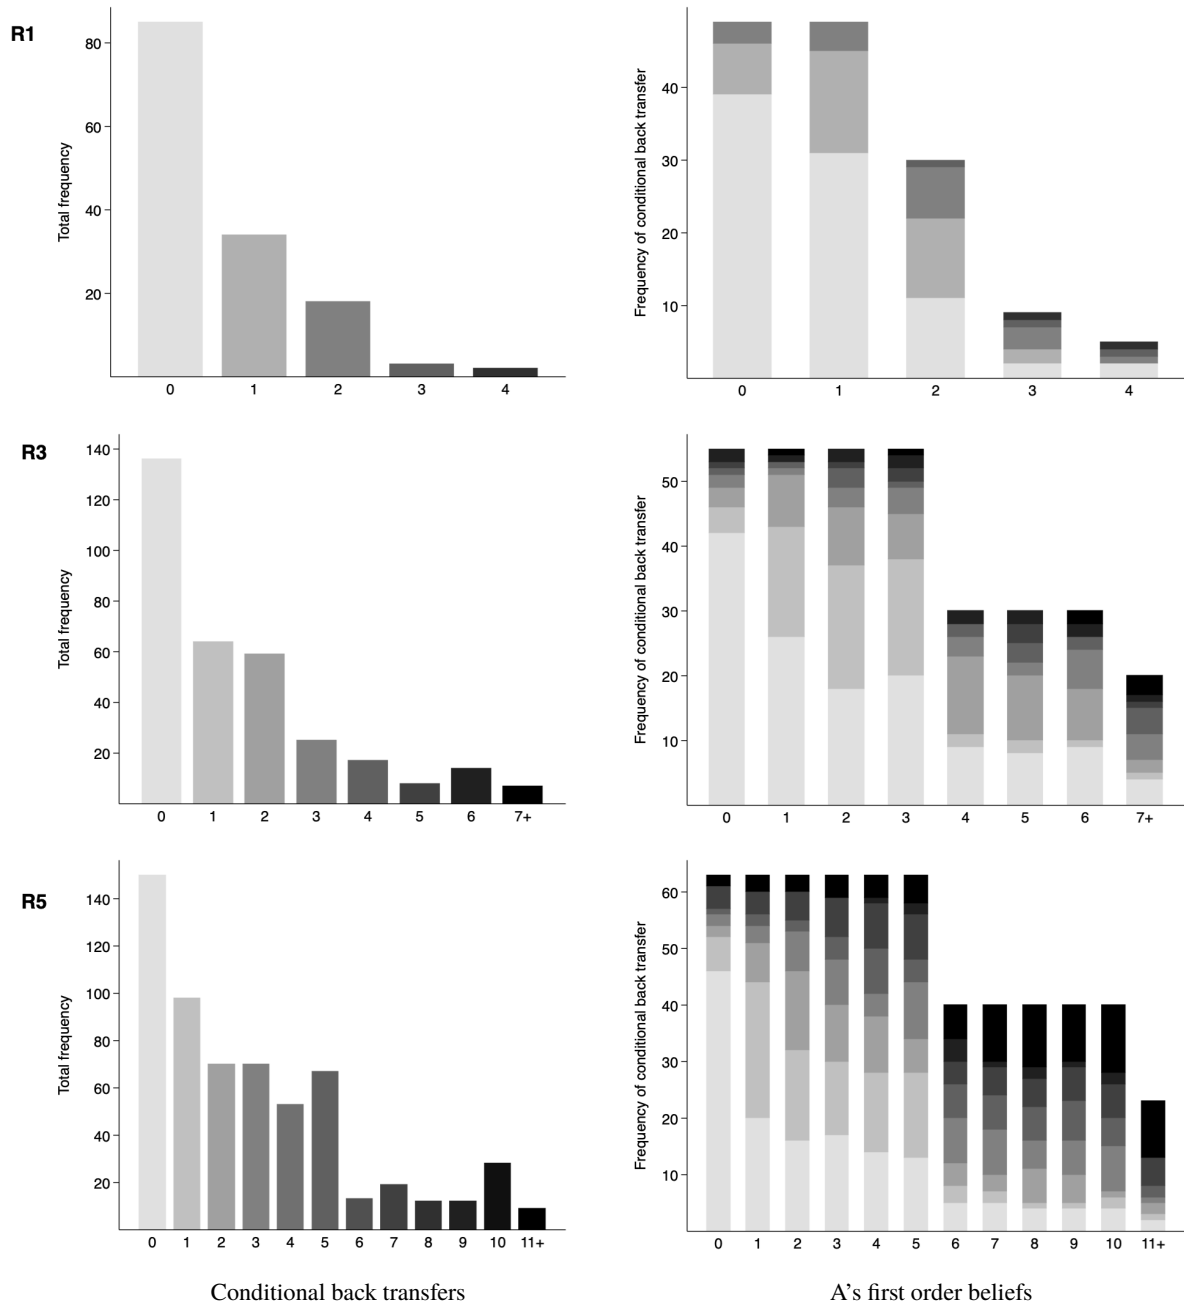 R1
Total frequency
80
60
40
20
0 1 2 3 4
Frequency of conditional back transfer
40
30
20
10
0 1 2 3 4
R3
Total frequency
140
120
100
80
60
40
20
0 1 2 3 4 5 6 7+
Frequency of conditional back transfer
50
40
30
20
10
0 1 2 3 4 5 6 7+
R5
Total frequency
140
120
100
80
60
40
20
0 1 2 3 4 5 6 7 8 9 10 11+
Frequency of conditional back transfer
60
50
40
30
20
10
0 1 2 3 4 5 6 7 8 9 10 11+
Conditional back transfers
A's first order beliefs